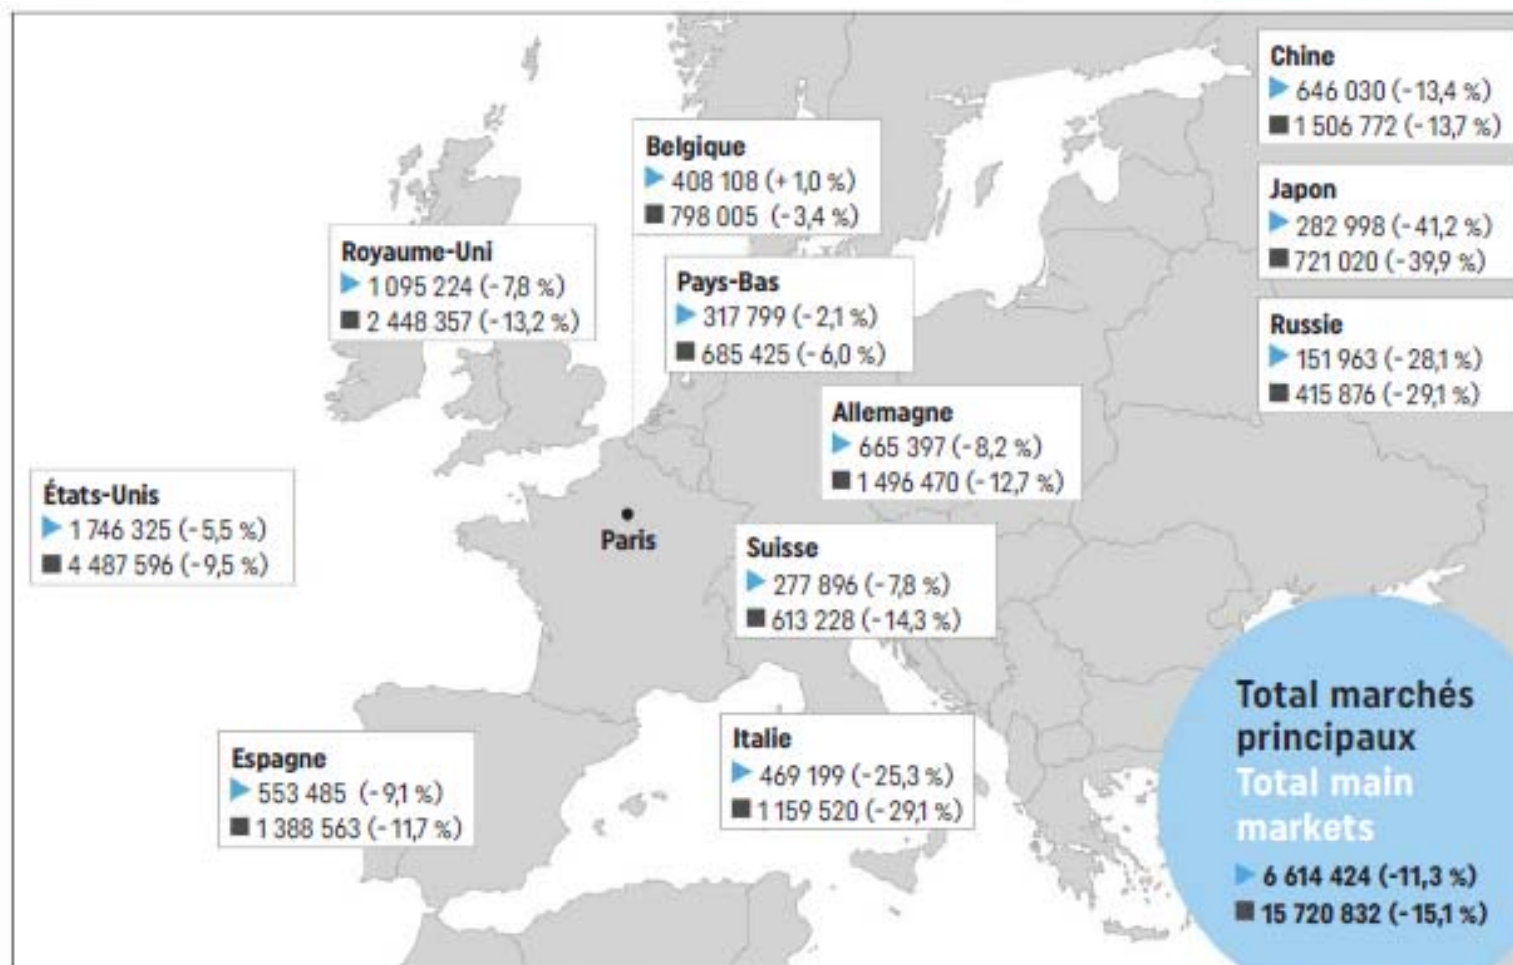 Chine
646 030 (-13,4 %)
1 506 772 (-13,7 %)
Belgique
408 108 (+ 1,0 %)
798 005 (-3,4 %)
Japon
282 998 (-41,2 %)
721 020 (-39,9 %)
Royaume-Uni
1 095 224 (-7,8 %)
2 448 357 (-13,2 %)
Pays-Bas
317 799 (-2,1 %)
685 425 (-6,0 %)
Russie
151 963 (-28,1 %)
415 876 (-29,1 %)
Allemagne
665 397 (-8,2 %)
1 496 470 (-12,7 %)
États-Unis
1 746 325 (-5,5 %)
4 487 596 (-9,5 %)
Paris
Suisse
277 896 (-7,8 %)
613 228 (-14,3 %)
Espagne
553 485 (-9,1 %)
1 388 563 (-11,7 %)
Italie
469 199 (-25,3 %)
1 159 520 (-29,1 %)
Total marchés
principaux
Total main
markets
6 614 424 (-11,3 %)
15 720 832 (-15,1 %)